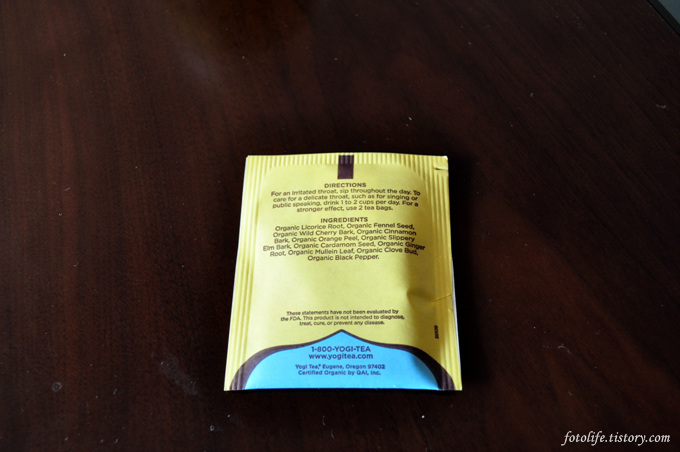 DIRECTIONS
For an irritated throat, sip throughout the day. To
care for a delicate throat, such as for singing or
public speaking, drink 1 to 2 cups per day. For a
stronger effect, use 2 tea bags.
INGREDIENTS
Organic Licorice Root, Organic Fennel Seed,
Organic Wild Cherry Bark, Organic Cinnamon
Bark, Organic Orange Peel, Organic Slippery
Elm Bark, Organic Cardamom Seed, Organic Ginger
Root, Organic Mullein Leaf, Organic Clove Bud,
Organic Black Pepper.
These statements have not been evaluated by
the FDA. This product is not intended to diagnose,
treat, cure, or prevent any disease.
1-800-YOGI-TEA
www.yogitea.com
Yogi Tea,® Eugene, Oregon 97402
Certified Organic by QAI, Inc.
fotolife.tistory.com